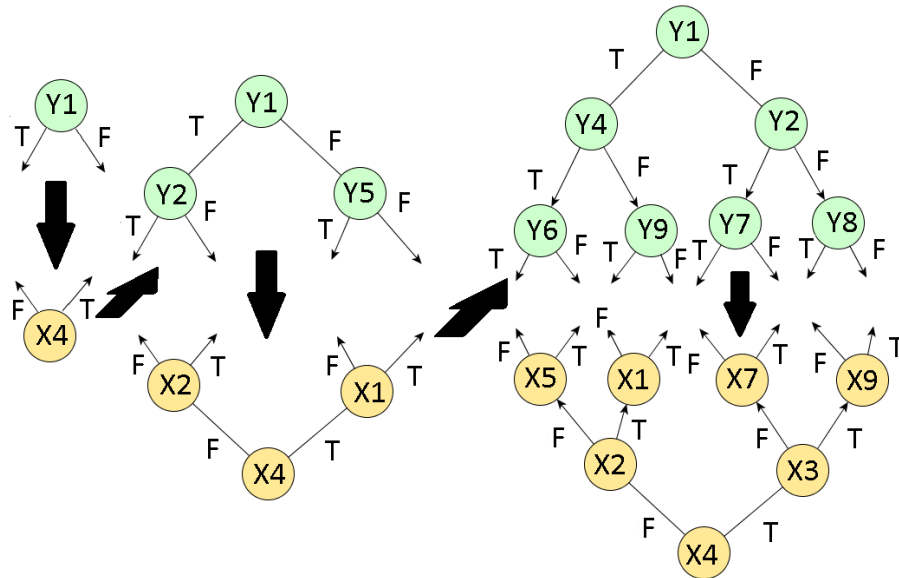 Y1
T F
X4
F T
Y1
T F
Y2 Y5
T F T F
X2 X1
F T F T
X4
F T
Y1
T F
Y4 Y2
T F T F
Y6 Y9 Y7 Y8
T F T F T F T F
X5 X1 X7 X9
F T F T F T F T
X2 X3
F T F T
X4
F T